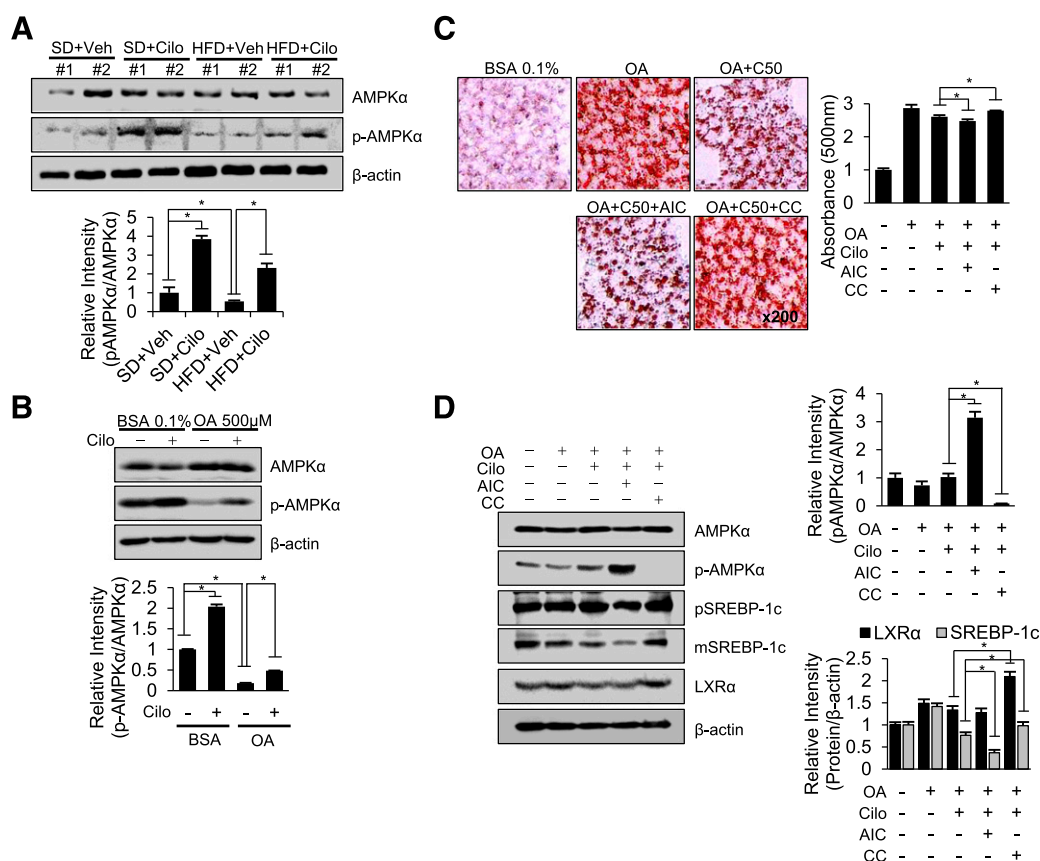 A
SD+Veh SD+Cilo HFD+Veh HFD+Cilo
#1 #2 #1 #2 #1 #2 #1 #2
AMPKα
p-AMPKα
β-actin
Relative Intensity
(pAMPKα/AMPKα)
5
4
3
2
1
0
* * *
SD+Veh
SD+Cilo
HFD+Veh
HFD+Cilo
B
BSA 0.1% OA 500µM
Cilo − + − +
AMPKα
p-AMPKα
β-actin
Relative Intensity
(p-AMPKα/AMPKα)
2.5
2
1.5
1
0.5
0
* * *
Cilo - + - +
BSA OA
C
BSA 0.1% OA OA+C50
OA+C50+AIC OA+C50+CC
x200
Absorbance (500nm)
3
2
1
0
* *
OA - + + + +
Cilo - - + + +
AIC - - - + -
CC - - - - +
D
OA − + + + +
Cilo − − + + +
AIC − − − + −
CC − − − − +
AMPKα
p-AMPKα
pSREBP-1c
mSREBP-1c
LXRα
β-actin
Relative Intensity
(pAMPKα/AMPKα)
4
3
2
1
0
* *
OA - + + + +
Cilo - - + + +
AIC - - - + -
CC - - - - +
LXRα SREBP-1c
Relative Intensity
(Protein/β-actin)
2.5
2
1.5
1
0.5
0
* * *
OA - + + + +
Cilo - - + + +
AIC - - - + -
CC - - - - +